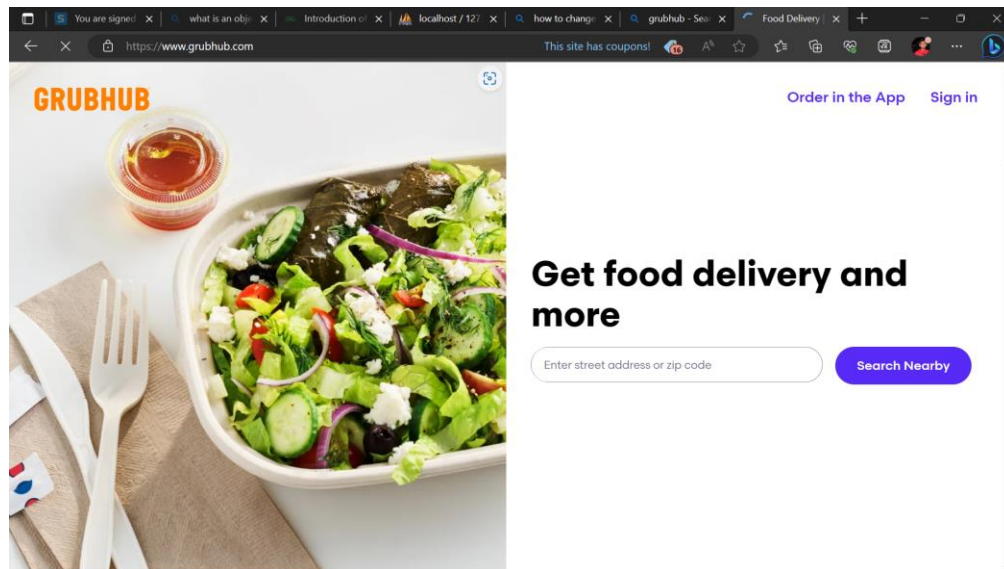 You are signed
what is an obje
Introduction of
localhost / 127
how to change
grubhub - Sea
Food Delivery |
https://www.grubhub.com
This site has coupons!
16
GRUBHUB
Order in the App
Sign in
Get food delivery and
more
Enter street address or zip code
Search Nearby